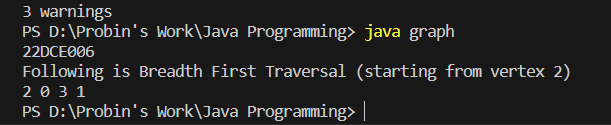 3 warnings
PS D:\Probin's Work\Java Programming> java graph
22DCE006
Following is Breadth First Traversal (starting from vertex 2)
2 0 3 1
PS D:\Probin's Work\Java Programming>